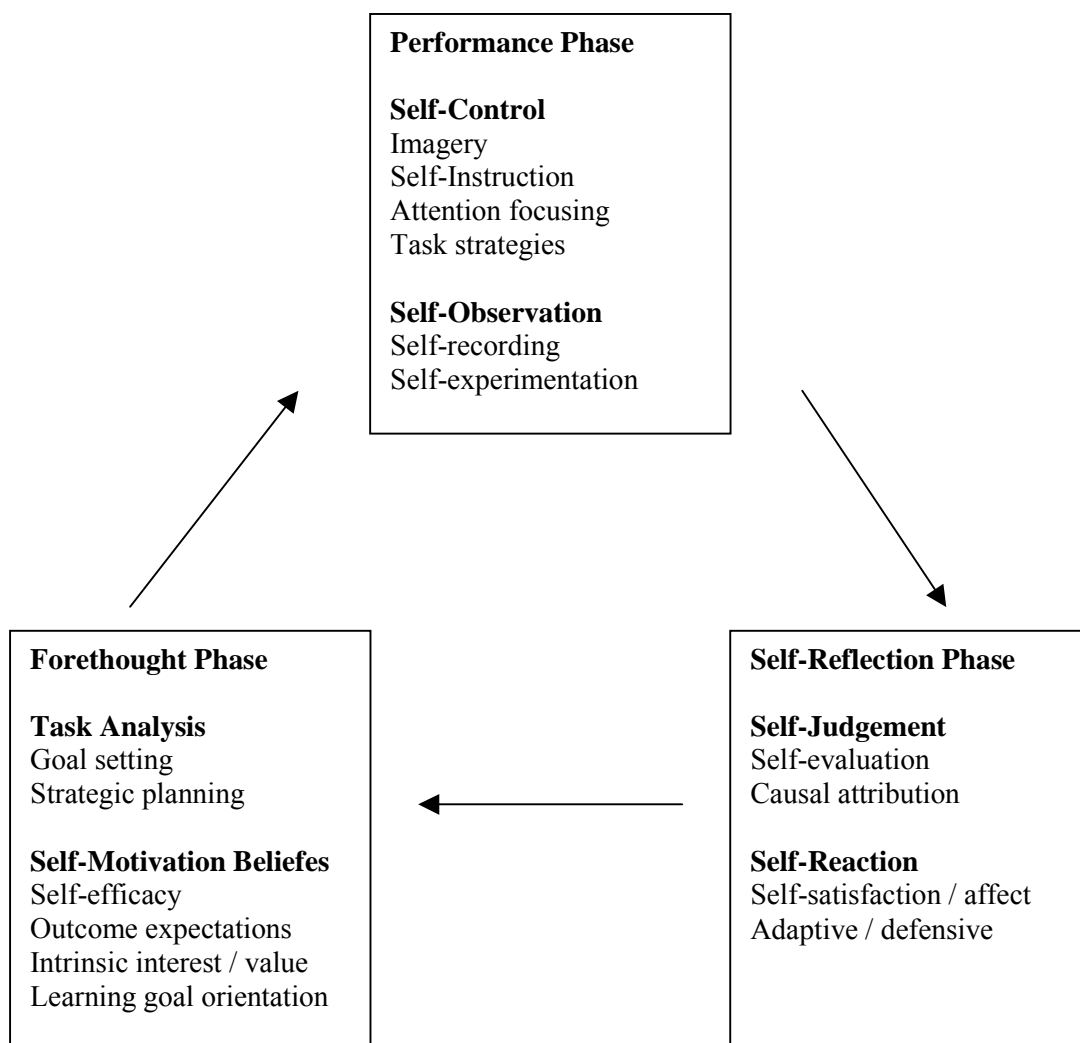 Performance Phase
Self-Control
Imagery
Self-Instruction
Attention focusing
Task strategies
Self-Observation
Self-recording
Self-experimentation
Forethought Phase
Task Analysis
Goal setting
Strategic planning
Self-Motivation Beliefes
Self-efficacy
Outcome expectations
Intrinsic interest / value
Learning goal orientation
Self-Reflection Phase
Self-Judgement
Self-evaluation
Causal attribution
Self-Reaction
Self-satisfaction / affect
Adaptive / defensive